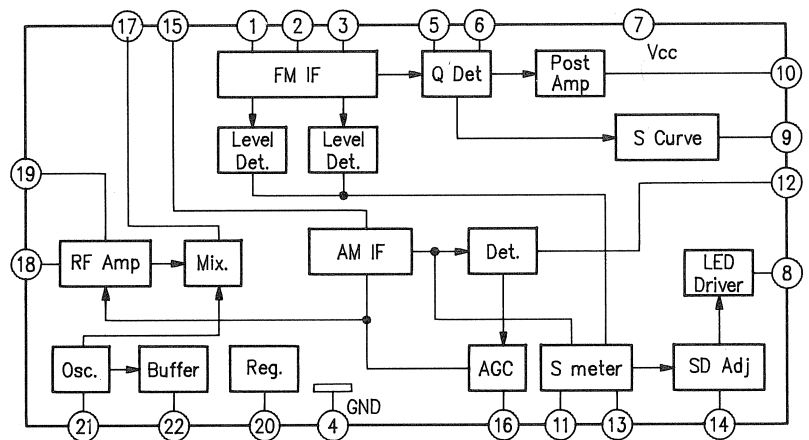 17 15 1 2 3 5 6 7
FM IF
Q Det
Post
Amp
Vcc
10
Level
Det.
Level
Det.
S Curve
9
19
12
18
RF Amp
Mix.
AM IF
Det.
LED
Driver
8
Osc.
Buffer
Reg.
GND
AGC
S meter
SD Adj
21 22 20 4 16 11 13 14